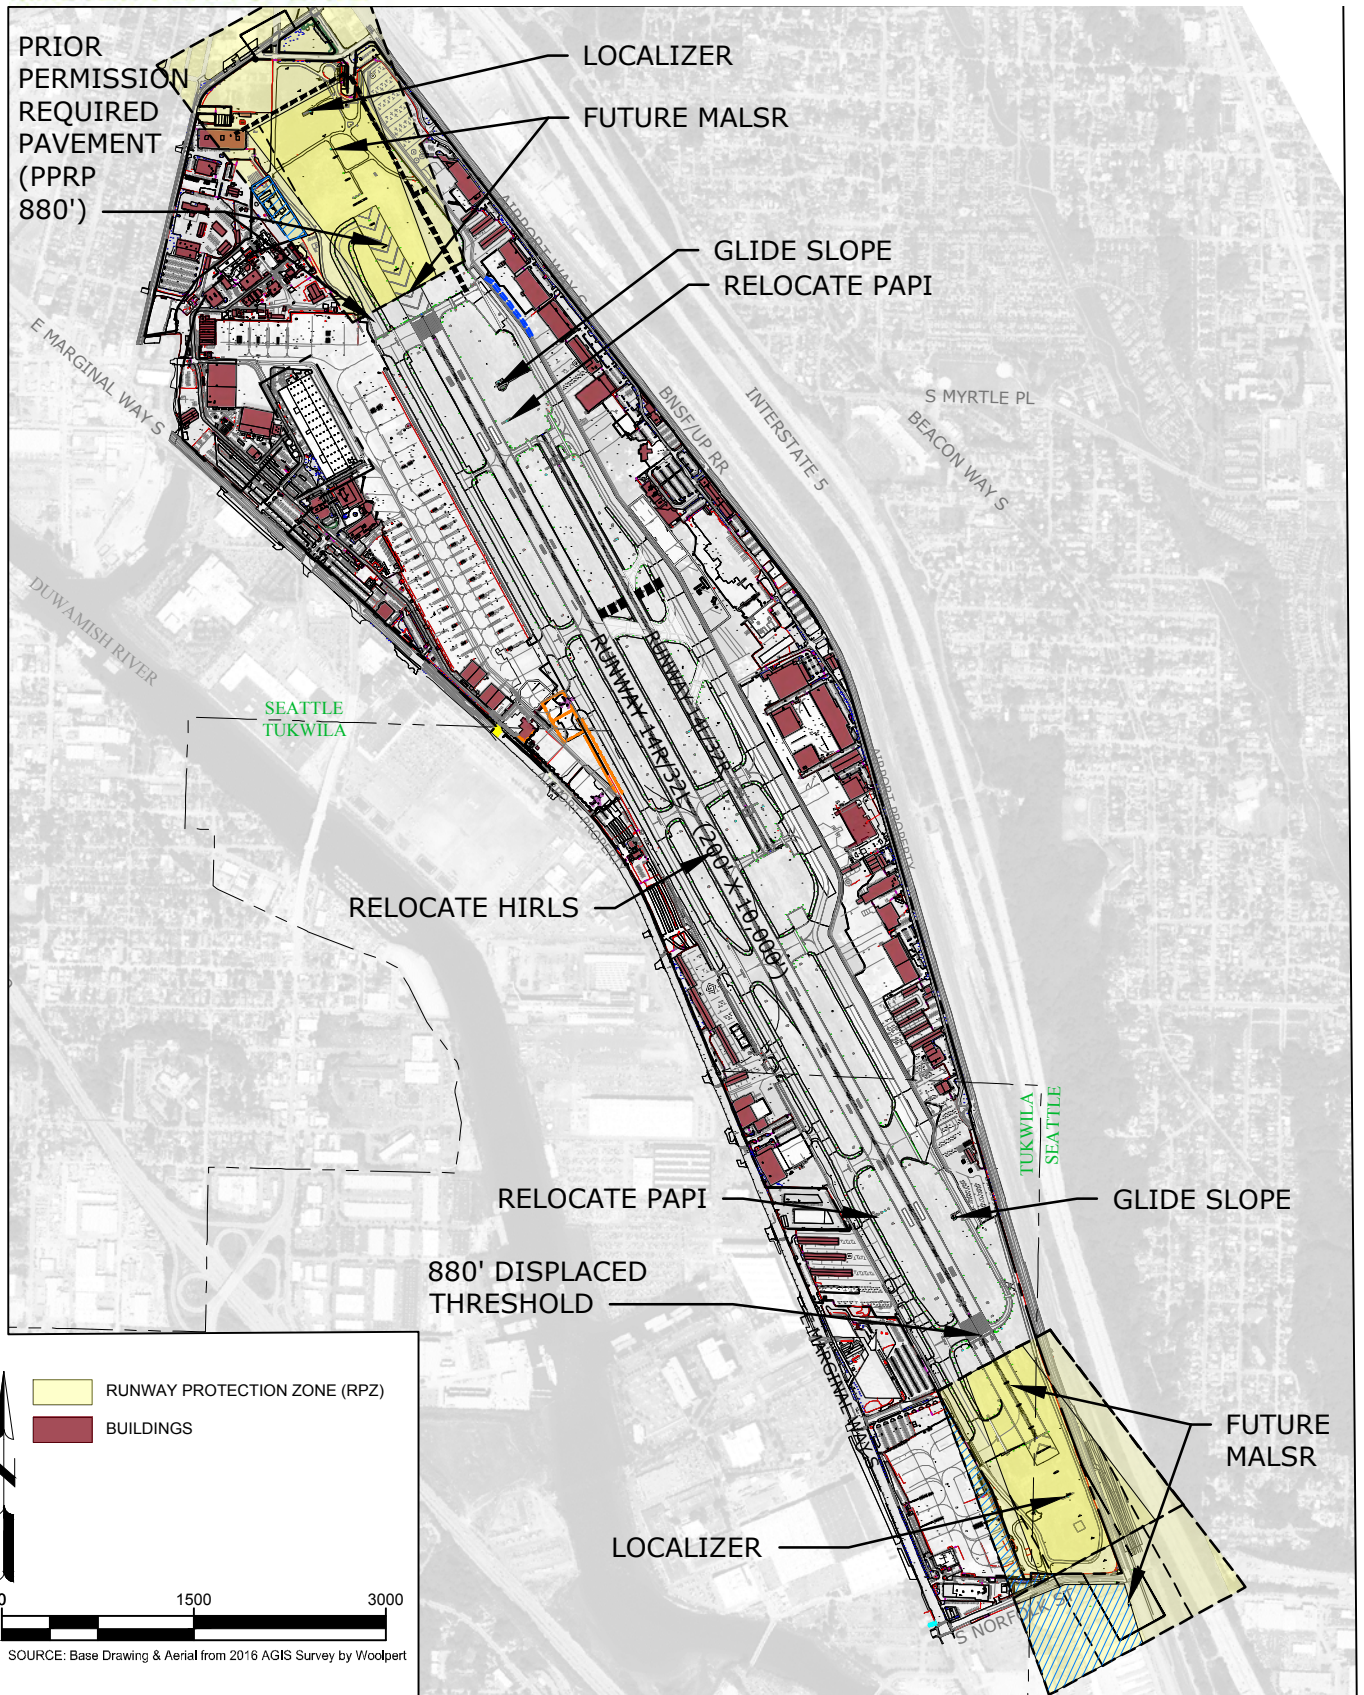 PRIOR
PERMISSION
REQUIRED
PAVEMENT
(PPRP
880')
LOCALIZER
FUTURE MALSR
GLIDE SLOPE
RELOCATE PAPI
AIRPORT WAY S
E MARGINAL WAY S
BNSF/UP RR
INTERSTATE 5
S MYRTLE PL
BEACON WAY S
DUWAMISH RIVER
SEATTLE
TUKWILA
RUNWAY 14L/32R
RUNWAY 14R/32L (200' X 10,000')
AIRPORT PROPERTY
RELOCATE HIRLS
TUKWILA
SEATTLE
RELOCATE PAPI
GLIDE SLOPE
880' DISPLACED
THRESHOLD
E MARGINAL WAY S
FUTURE
MALSR
LOCALIZER
S NORFOLK ST
RUNWAY PROTECTION ZONE (RPZ)
BUILDINGS
0 1500 3000
SOURCE: Base Drawing & Aerial from 2016 AGIS Survey by Woolpert